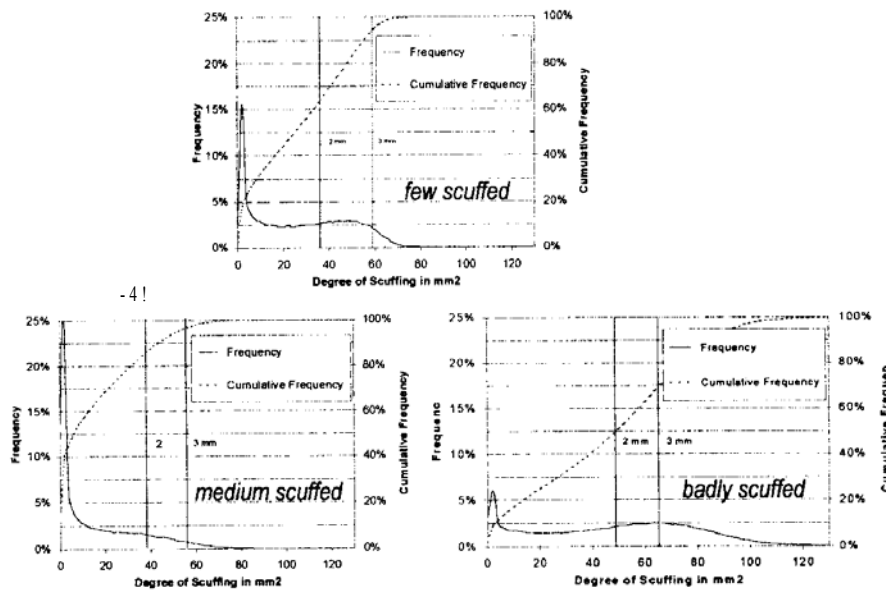 25%
20%
15%
10%
5%
0%
Frequency
100%
80%
60%
40%
20%
0%
Cumulative Frequency
Frequency
Cumulative Frequency
2 mm
3 mm
few scuffed
0 20 40 60 80 100 120
Degree of Scuffing in mm2
-4!
25%
20%
15%
10%
5%
0%
Frequency
100%
80%
60%
40%
20%
0%
Cumulative Frequency
Frequency
Cumulative Frequency
2
3 mm
medium scuffed
0 20 40 60 80 100 120
Degree of Scuffing in mm2
25%
20%
15%
10%
5%
0%
Frequenc
100%
80%
60%
40%
20%
0%
Cumulative Frequen
Frequency
Cumulative Frequency
2 mm
3 mm
badly scuffed
0 20 40 60 80 100 120
Degree of Scuffing in mm2